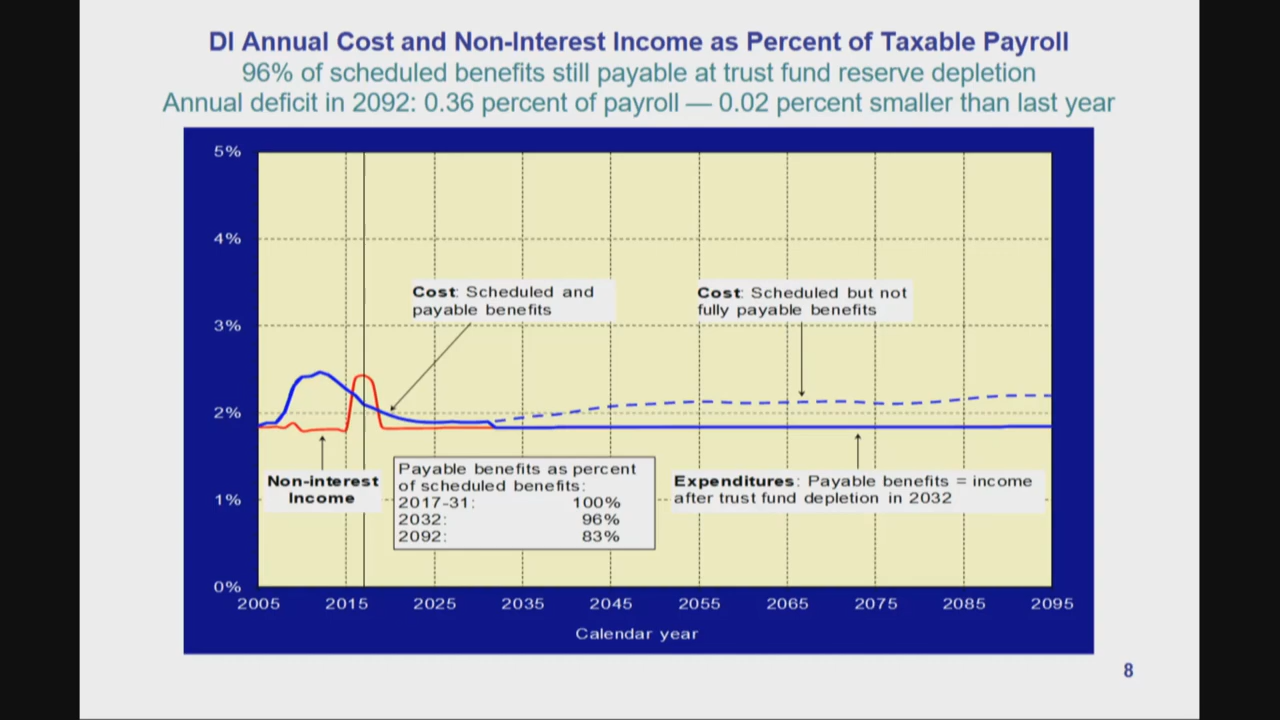 DI Annual Cost and Non-Interest Income as Percent of Taxable Payroll
96% of scheduled benefits still payable at trust fund reserve depletion
Annual deficit in 2092: 0.36 percent of payroll — 0.02 percent smaller than last year
5%
4%
3%
2%
1%
0%
Cost: Scheduled and
payable benefits
Cost: Scheduled but not
fully payable benefits
Non-interest
Income
Payable benefits as percent
of scheduled benefits:
2017-31: 100%
2032: 96%
2092: 83%
Expenditures: Payable benefits = income
after trust fund depletion in 2032
2005 2015 2025 2035 2045 2055 2065 2075 2085 2095
Calendar year
8